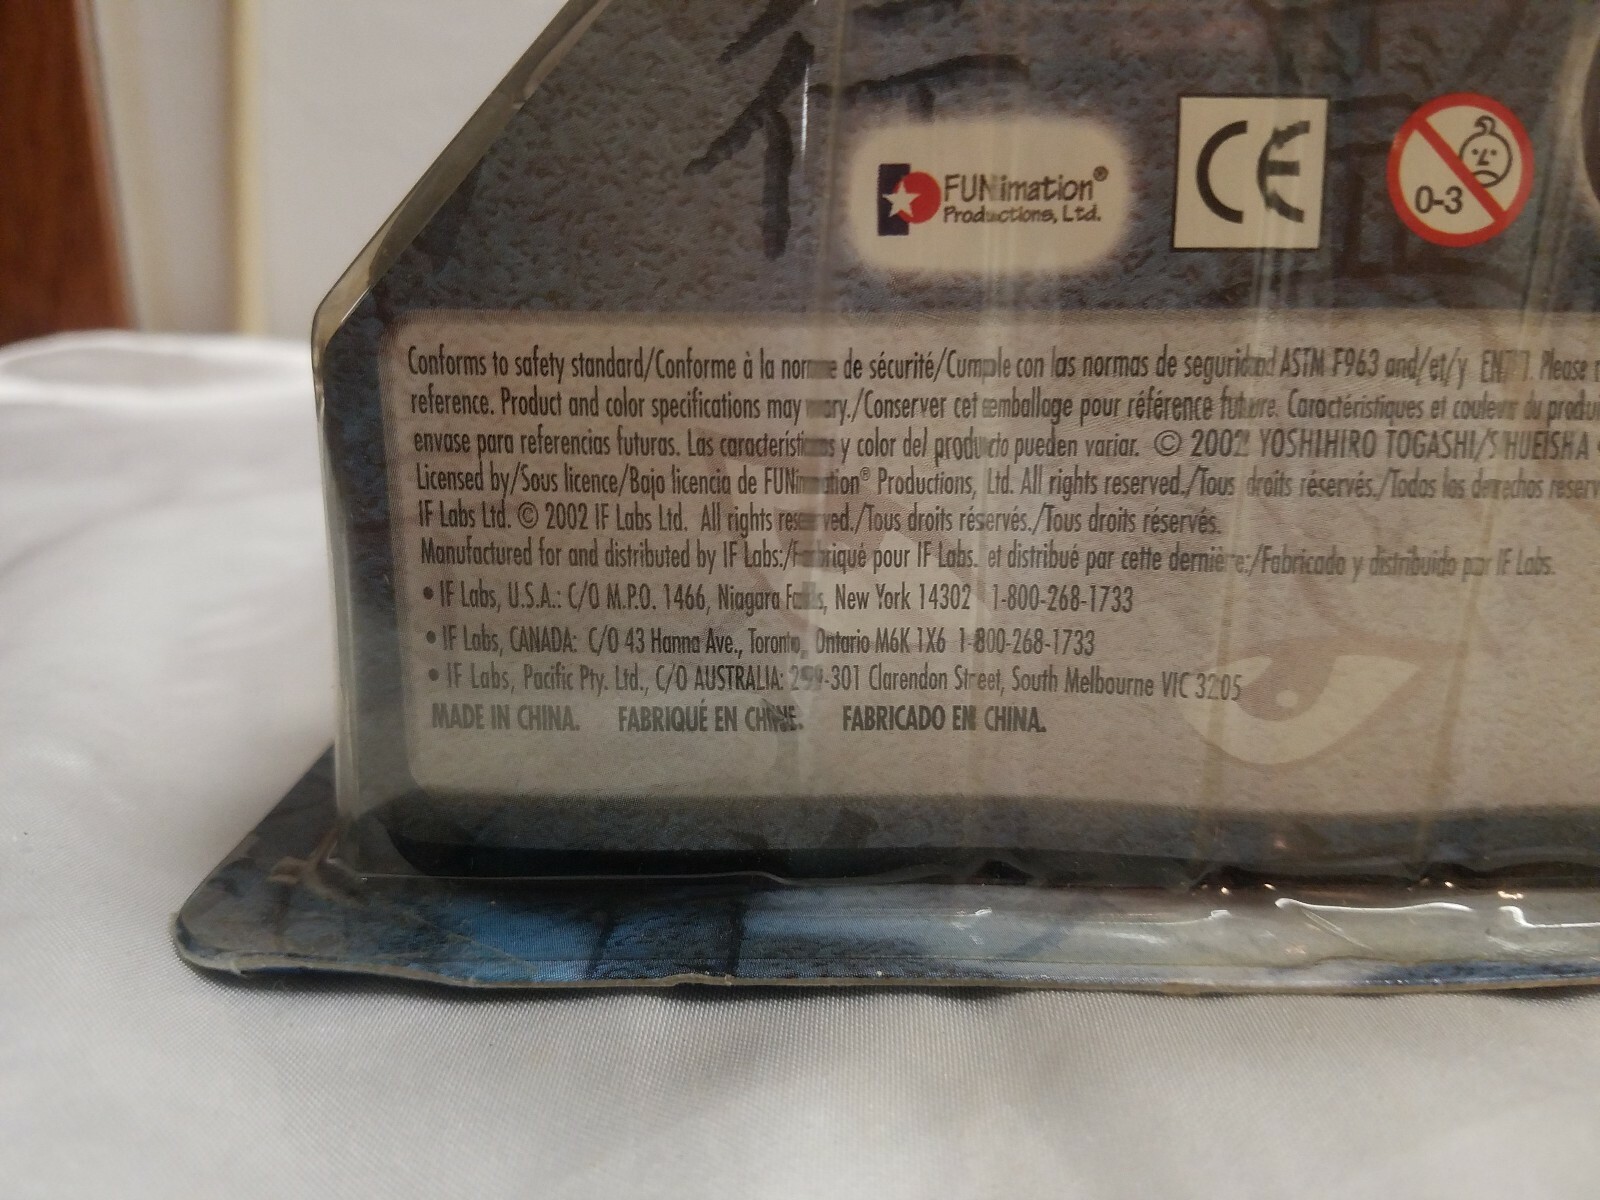 FUNimation®
Productions, Ltd.
CE
0-3
Conforms to safety standard/Conforme à la norme de sécurité/Cumple con las normas de seguridad ASTM F963 and/et/y Please
reference. Product and color specifications may vary./Conserver cet emballage pour référence future. Caractéristiques et couleurs du
envase para referencias futuras. Las características y color del producto pueden variar. © 2002 YOSHIHIRO TOGASHI/SHUEISHA
Licensed by/Sous licence/Bajo licencia de FUNimation® Productions, Ltd. All rights reserved./Tous droits réservés./Todos los derechos
IF Labs Ltd. © 2002 IF Labs Ltd. All rights reserved./Tous droits réservés./Tous droits réservés.
Manufactured for and distributed by IF Labs:/Fabriqué pour IF Labs. et distribué par cette dernière:/Fabricado y distribuido por IF Labs.
• IF Labs, U.S.A.: C/O M.P.O. 1466, Niagara Falls, New York 14302 1-800-268-1733
• IF Labs, CANADA: C/O 43 Hanna Ave., Toronto, Ontario M6K 1X6 1-800-268-1733
• IF Labs, Pacific Pty. Ltd., C/O AUSTRALIA: 299-301 Clarendon Street, South Melbourne VIC 3205
MADE IN CHINA. FABRIQUÉ EN CHINE. FABRICADO EN CHINA.